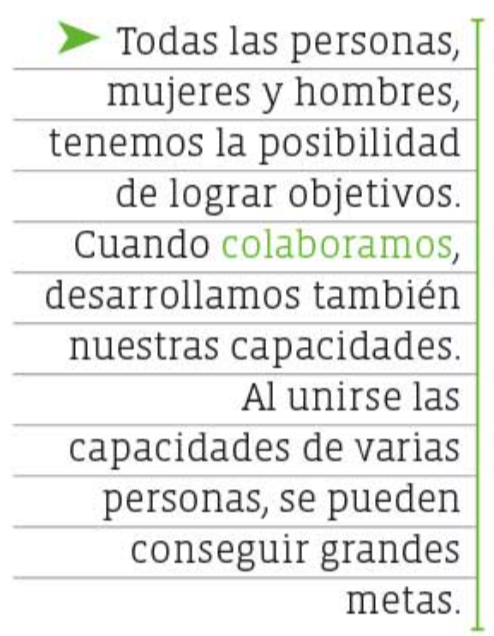 Todas las personas,
mujeres y hombres,
tenemos la posibilidad
de lograr objetivos.
Cuando colaboramos,
desarrollamos también
nuestras capacidades.
Al unirse las
capacidades de varias
personas, se pueden
conseguir grandes
metas.